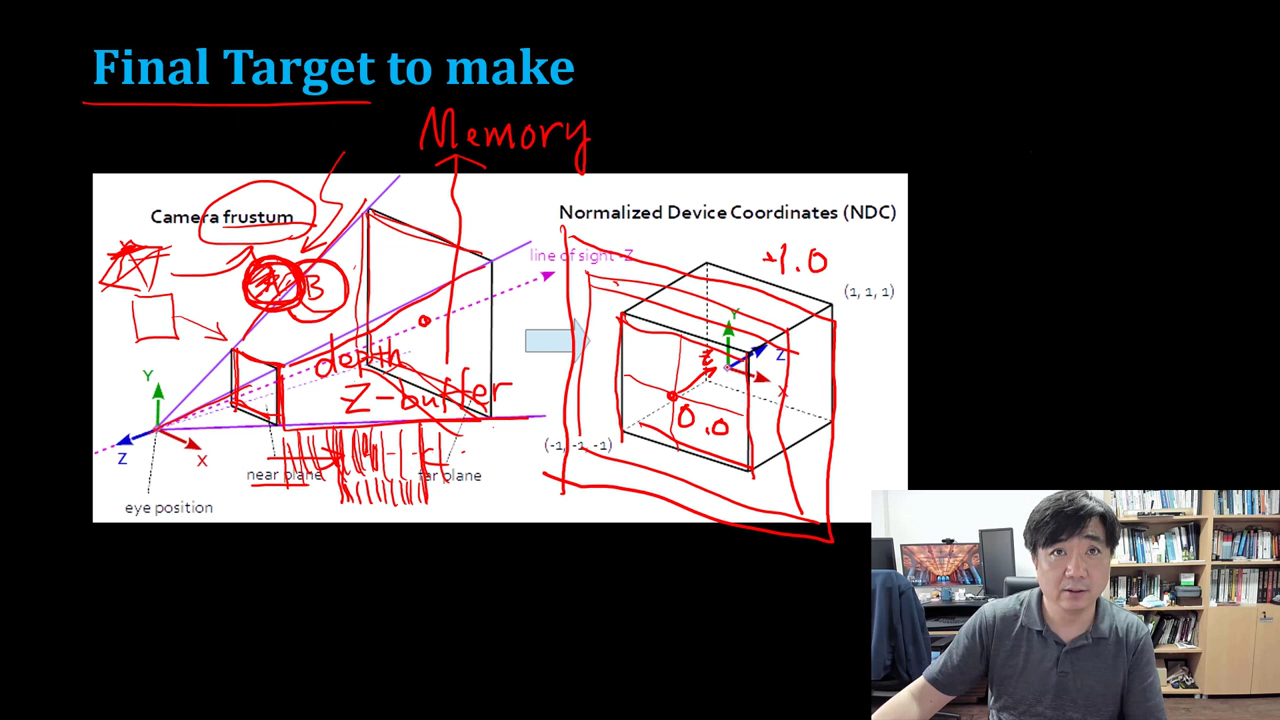 Final Target to make
Memory
Camera frustum
Normalized Device Coordinates (NDC)
line of sight -Z
+1.0
(1, 1, 1)
A
B
Y
Z
X
depth
Z-buffer
Y
Z
X
z
0.0
(-1, -1, -1)
near plane
far plane
eye position